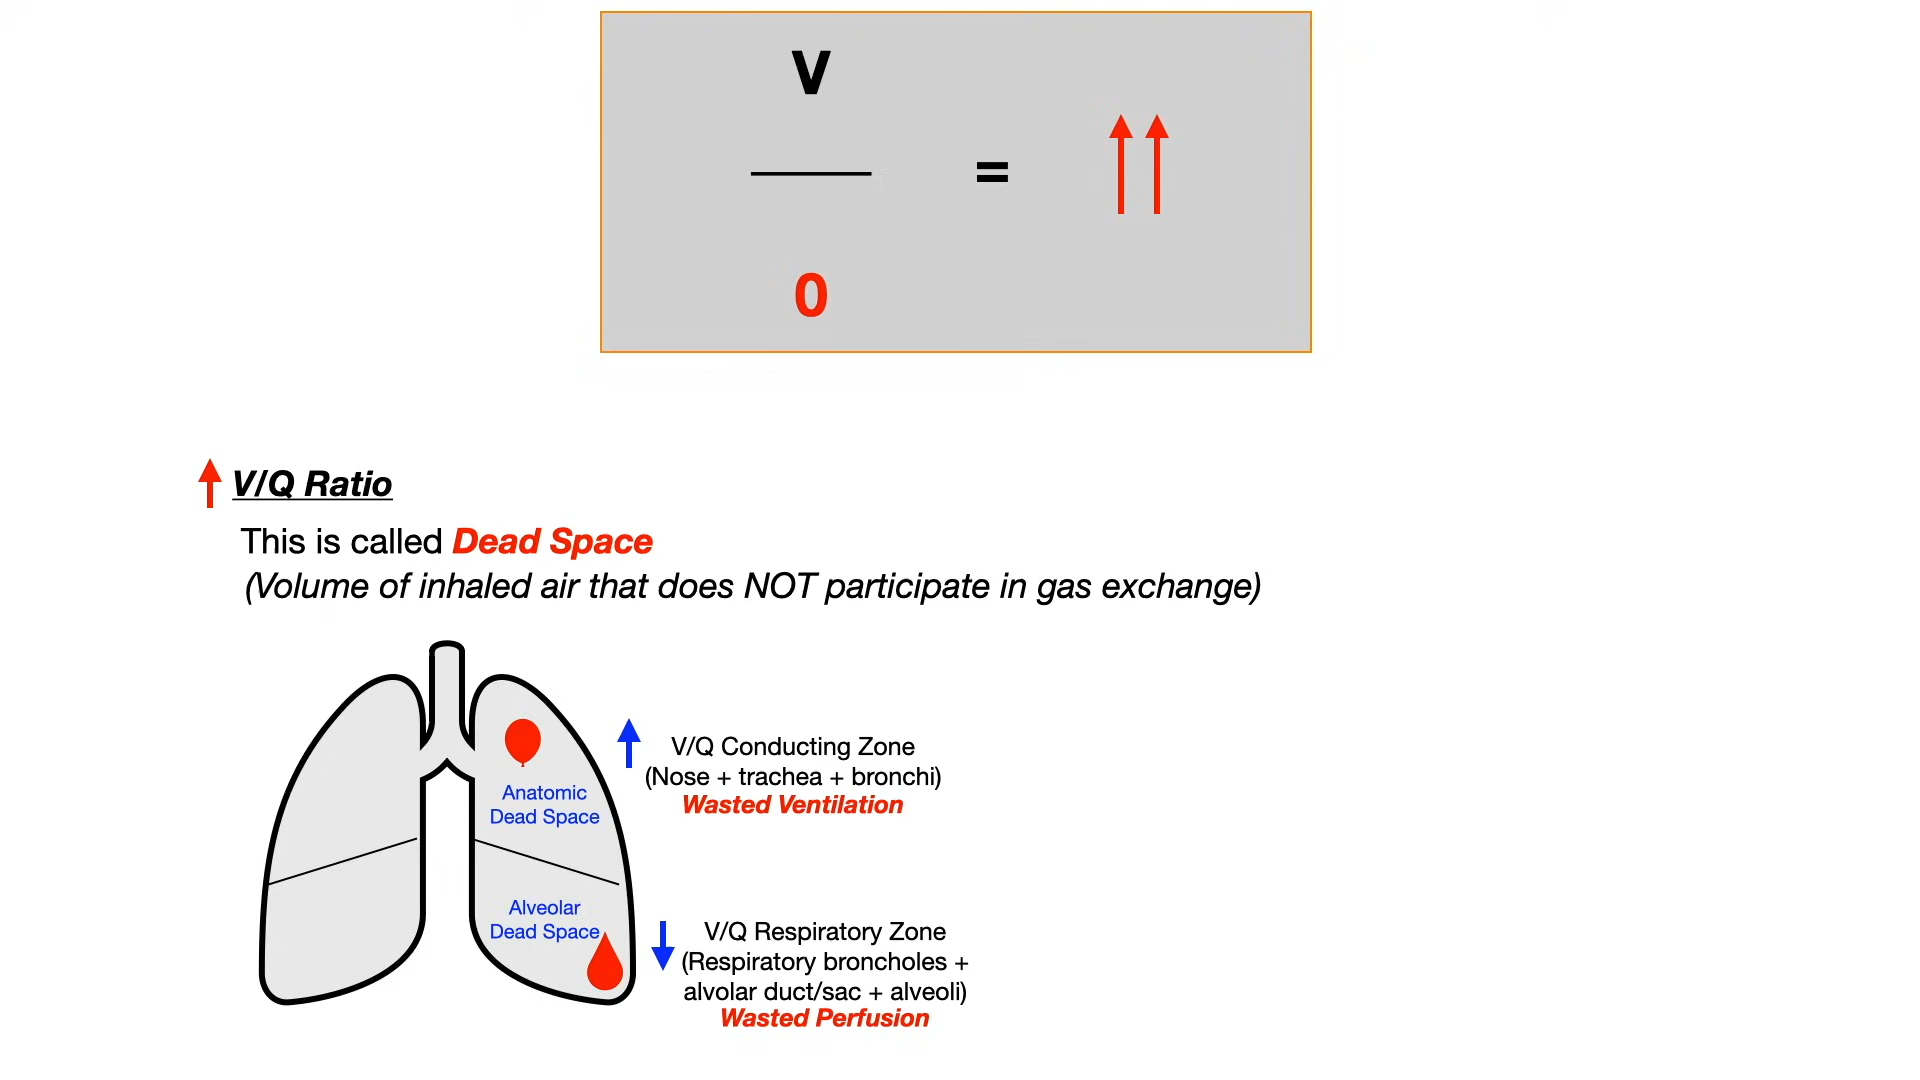 V
=
0
V/Q Ratio
This is called Dead Space
(Volume of inhaled air that does NOT participate in gas exchange)
Anatomic
Dead Space
V/Q Conducting Zone
(Nose + trachea + bronchi)
Wasted Ventilation
Alveolar
Dead Space
V/Q Respiratory Zone
(Respiratory broncholes +
alvolar duct/sac + alveoli)
Wasted Perfusion